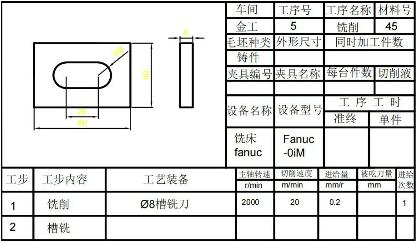 车间 工序号 工序名称 材料号
金工 5 铣削 45
毛坯种类 外形尺寸 同时加工件数
铸件
夹具编号 夹具名称 每台件数 切削液
设备名称 设备型号 工序工时
准终 单件
铣床 Fanuc
fanuc -0iM
20
工步 工步内容 工艺装备 主轴转速 切削速度 进给量 被吃刀量 进给
r/min m/min mm/r mm 次数
1 铣削 Ø8槽铣刀 2000 20 0.2 1
2 槽铣